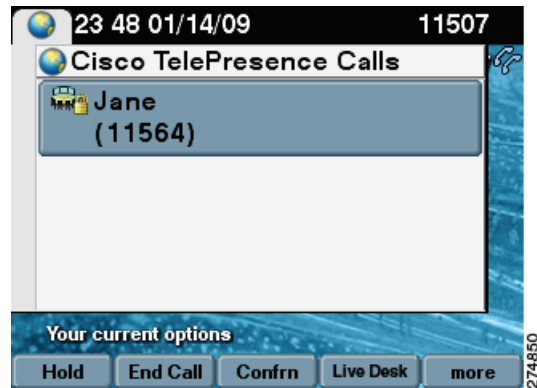 23 48 01/14/09 11507
Cisco TelePresence Calls
Jane
(11564)
Your current options
Hold End Call Confrn Live Desk more
274850